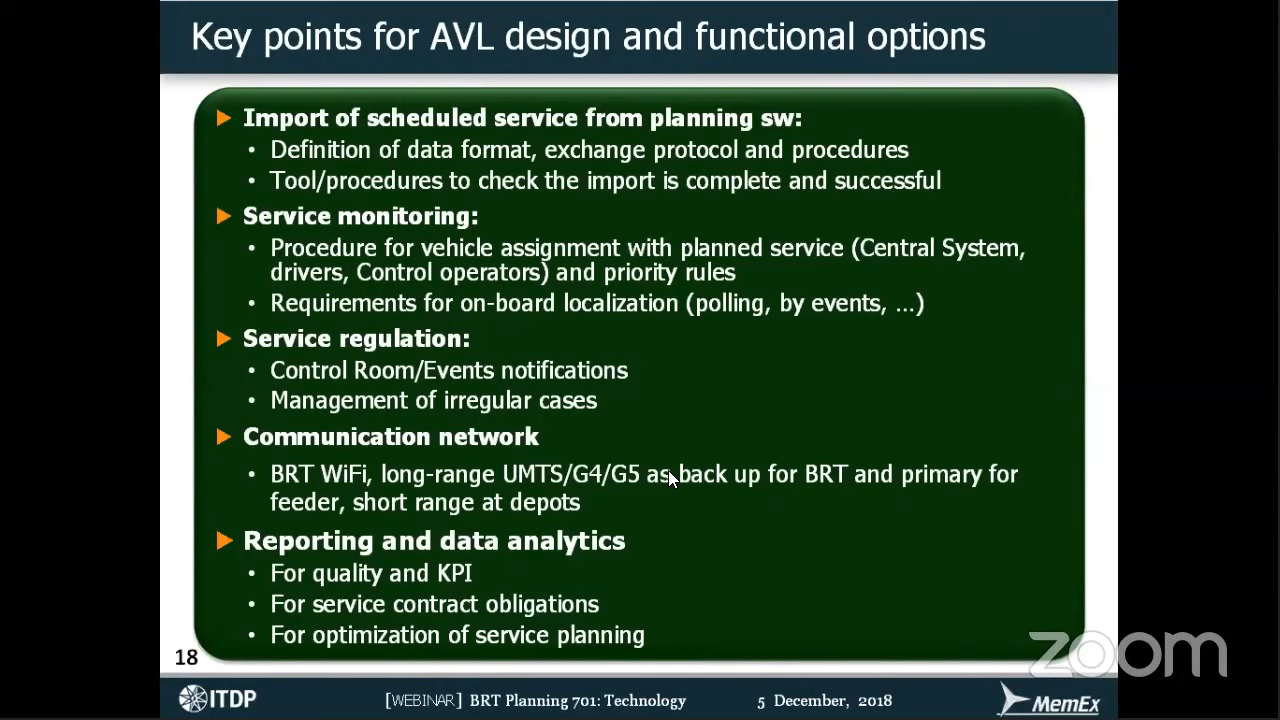 Key points for AVL design and functional options
Import of scheduled service from planning sw:
• Definition of data format, exchange protocol and procedures
• Tool/procedures to check the import is complete and successful
Service monitoring:
• Procedure for vehicle assignment with planned service (Central System,
drivers, Control operators) and priority rules
• Requirements for on-board localization (polling, by events, ...)
Service regulation:
• Control Room/Events notifications
• Management of irregular cases
Communication network
• BRT WiFi, long-range UMTS/G4/G5 as back up for BRT and primary for
feeder, short range at depots
Reporting and data analytics
• For quality and KPI
• For service contract obligations
• For optimization of service planning
18
zoom
ITDP
[WEBINAR] BRT Planning 701: Technology
5 December, 2018
MemEx